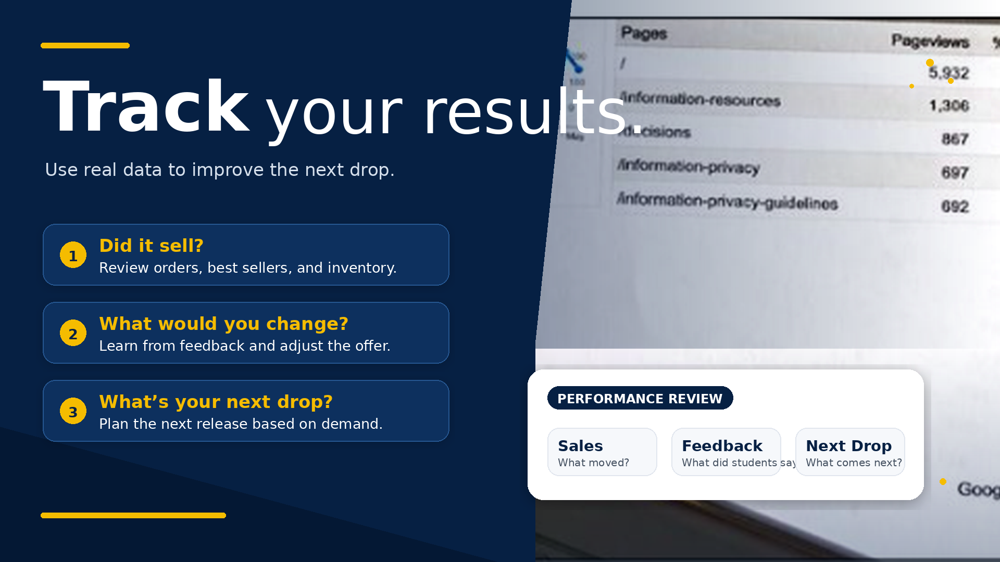 Track your results.
Use real data to improve the next drop.
1
Did it sell?
Review orders, best sellers, and inventory.
2
What would you change?
Learn from feedback and adjust the offer.
3
What’s your next drop?
Plan the next release based on demand.
Pages Pageviews %
/ 5,932
/information-resources 1,306
/decisions 867
/information-privacy 697
/information-privacy-guidelines 692
100
PERFORMANCE REVIEW
Sales
What moved?
Feedback
What did students say
Next Drop
What comes next?
Goog